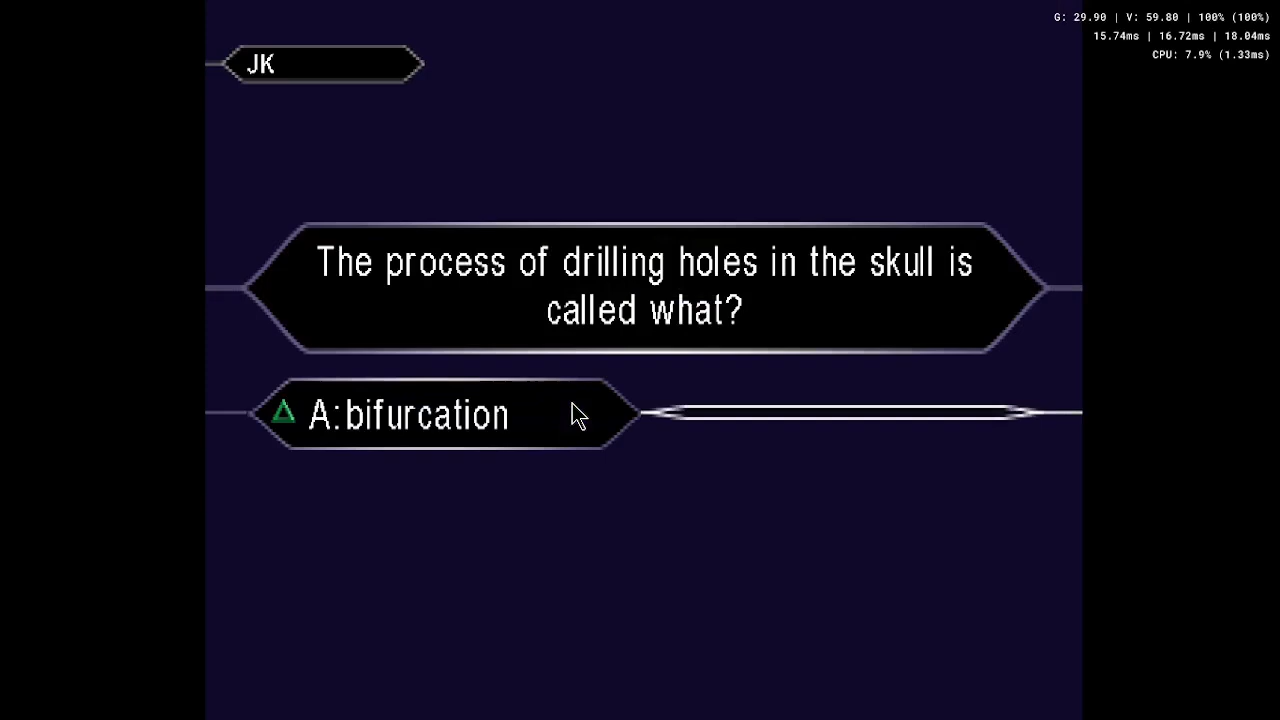 G: 29.90 | V: 59.80 | 100% (100%)
15.74ms | 16.72ms | 18.04ms
CPU: 7.9% (1.33ms)
JK
The process of drilling holes in the skull is
called what?
A:bifurcation